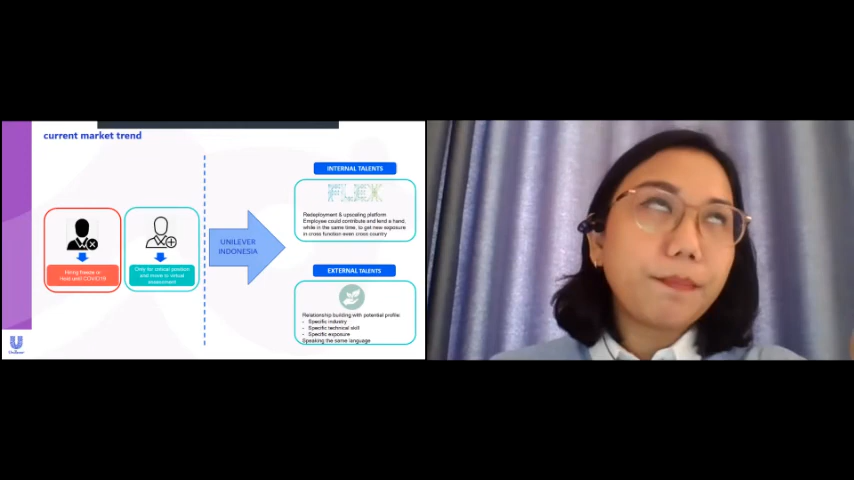 current market trend
Hiring freeze or
hold until COVID19
Only for critical position
and move to virtual
assessment
UNILEVER
INDONESIA
INTERNAL TALENTS
FLEX
Redeployment & upscaling platform
Employee could contribute and lend a hand,
while in the same time, to get new exposure
in cross function even cross country
EXTERNAL TALENTS
Relationship building with potential profile:
- Specific industry
- Specific technical skill
- Specific exposure
Speaking the same language
Unilever